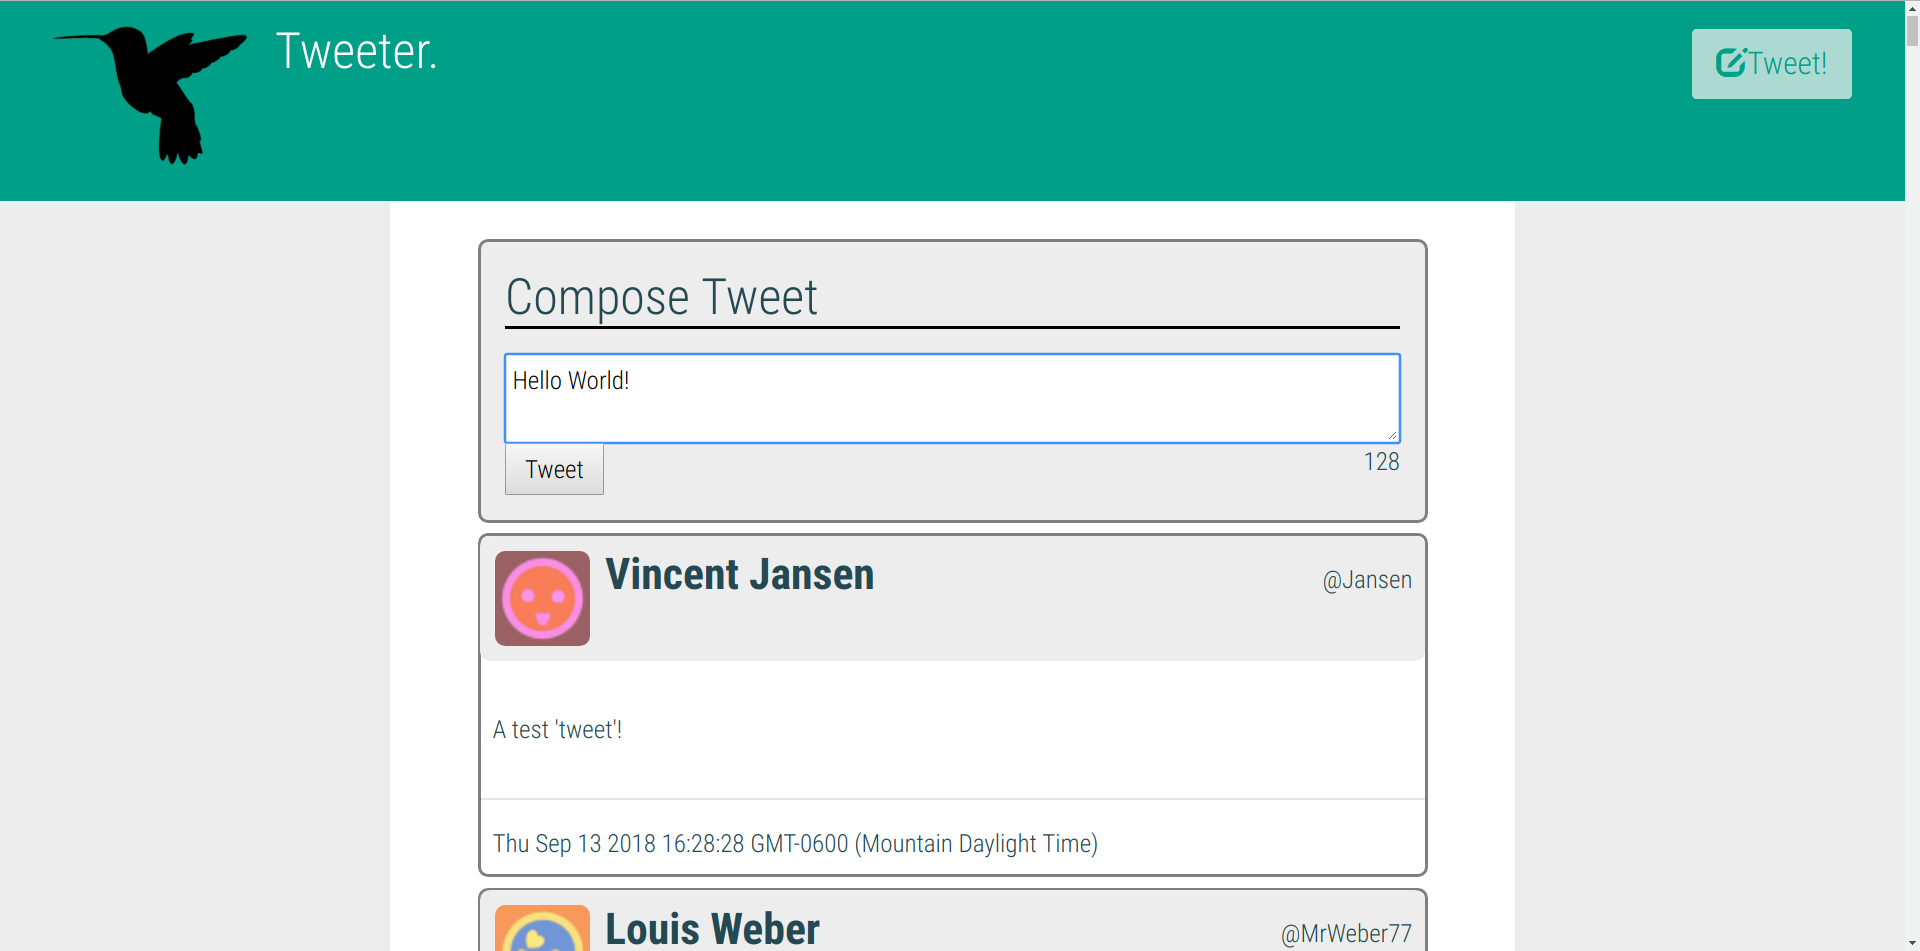 Tweeter.
Tweet!
Compose Tweet
Hello World!
Tweet
128
Vincent Jansen
@Jansen
A test 'tweet'!
Thu Sep 13 2018 16:28:28 GMT-0600 (Mountain Daylight Time)
Louis Weber
@MrWeber77